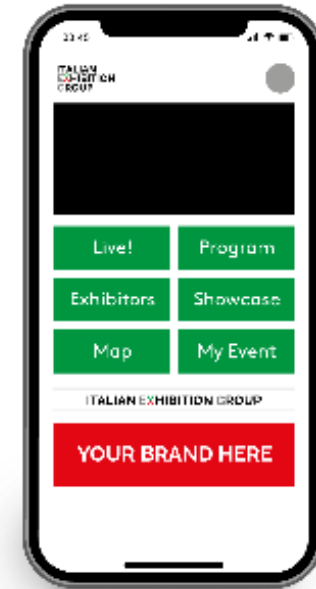 ITALIAN
EXHIBITION
GROUP
Live!
Program
Exhibitors
Showcase
Map
My Event
ITALIAN EXHIBITION GROUP
YOUR BRAND HERE